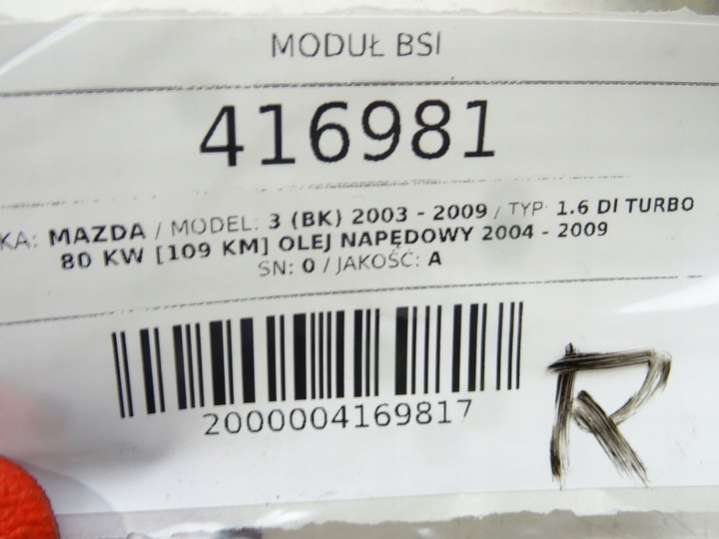 MODUŁ BSI
416981
KA: MAZDA / MODEL: 3 (BK) 2003 - 2009 / TYP: 1.6 DI TURBO
80 KW [109 KM] OLEJ NAPĘDOWY 2004 - 2009
SN: 0 / JAKOŚĆ: A
2000004169817
R